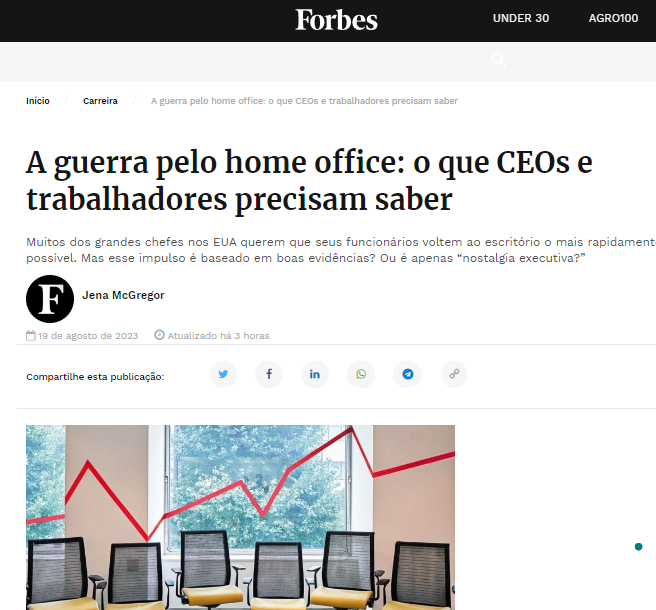 Forbes
UNDER 30
AGRO100
Início / Carreira / A guerra pelo home office: o que CEOs e trabalhadores precisam saber
A guerra pelo home office: o que CEOs e
trabalhadores precisam saber
Muitos dos grandes chefes nos EUA querem que seus funcionários voltem ao escritório o mais rapidament
possível. Mas esse impulso é baseado em boas evidências? Ou é apenas “nostalgia executiva?”
F
Jena McGregor
19 de agosto de 2023 Atualizado há 3 horas
Compartilhe esta publicação: